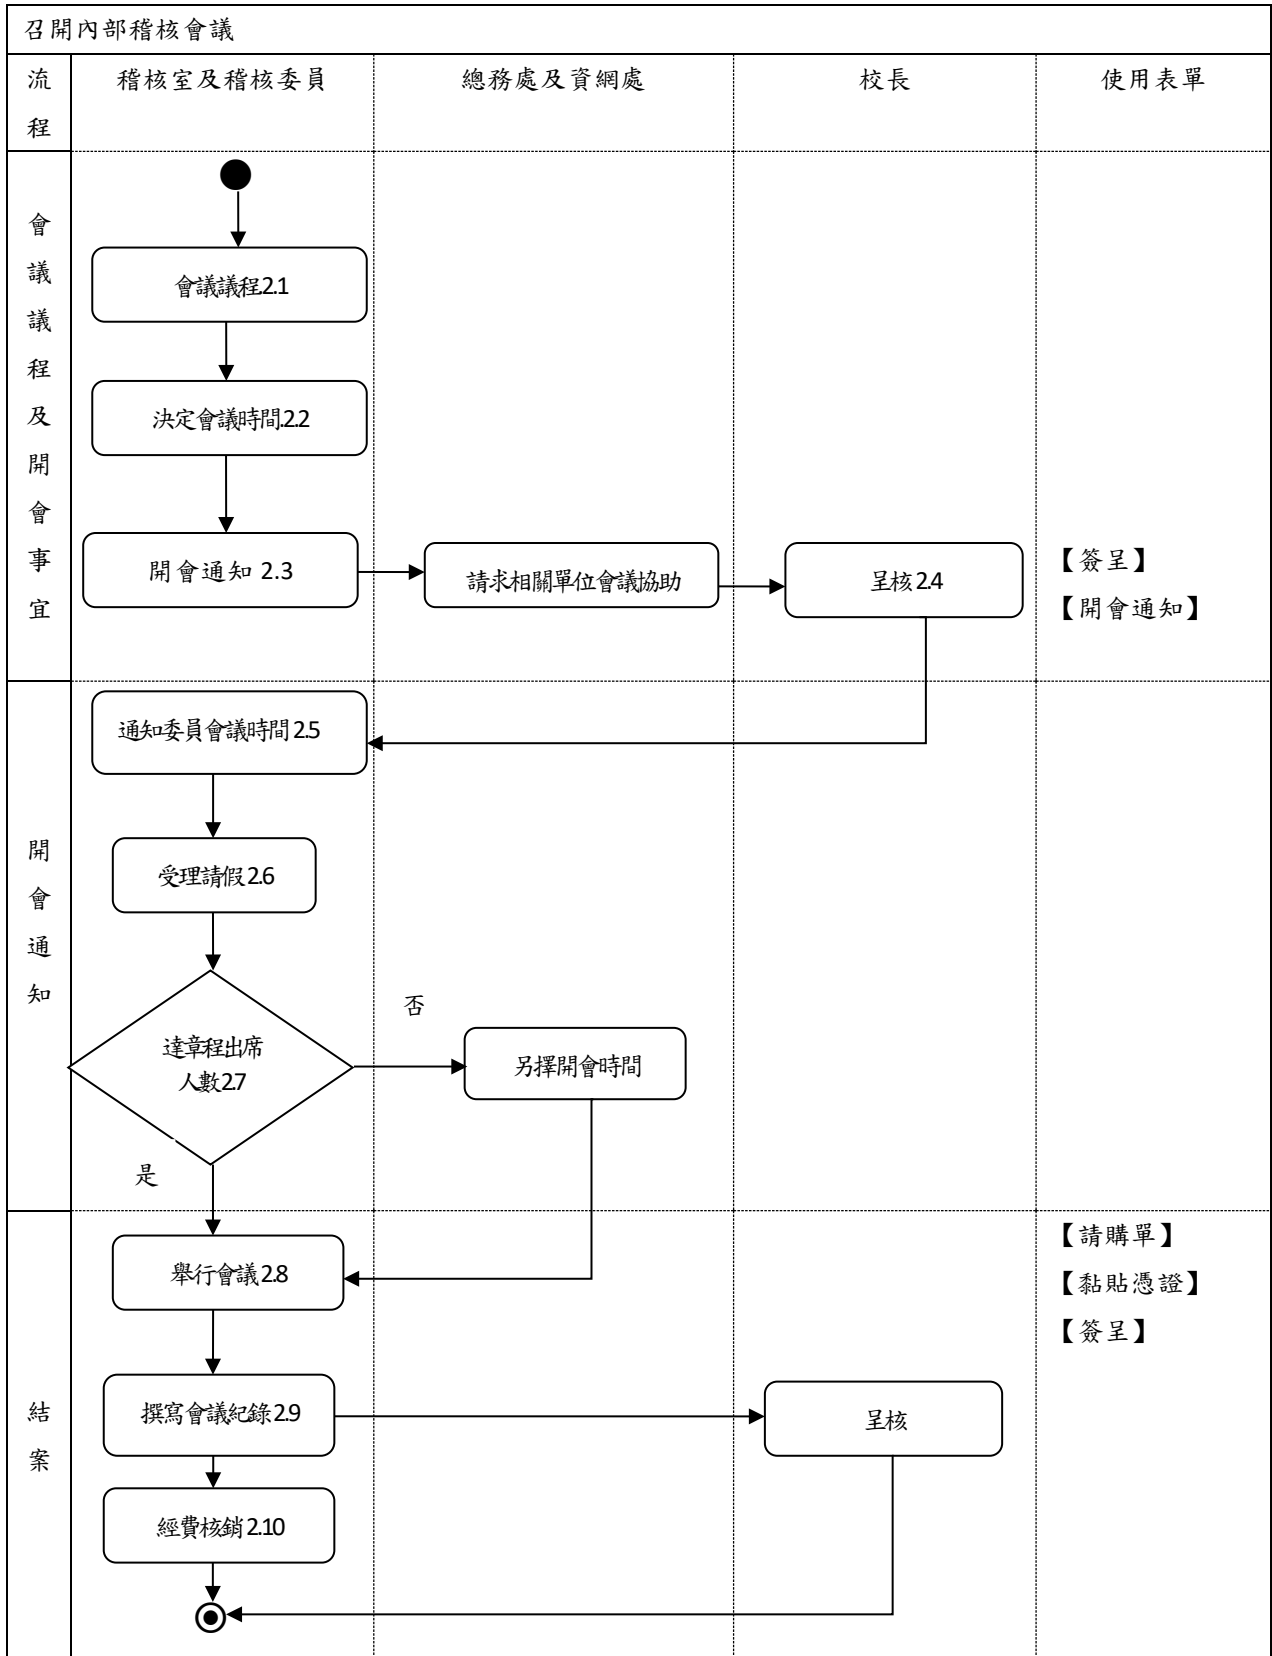 召開內部稽核會議
流
程
稽核室及稽核委員
總務處及資網處
校長
使用表單
會
議
議
程
及
開
會
事
宜
會議議程2.1
決定會議時間2.2
開會通知 2.3
請求相關單位會議協助
呈核2.4
【簽呈】
【開會通知】
開
會
通
知
通知委員會議時間2.5
受理請假2.6
達章程出席
人數2.7
否
另擇開會時間
是
結
案
舉行會議2.8
【請購單】
【黏貼憑證】
【簽呈】
撰寫會議紀錄2.9
呈核
經費核銷2.10